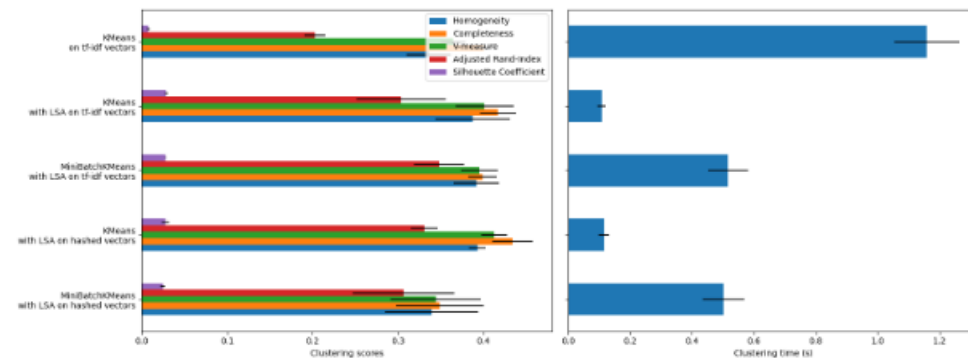 Homogeneity
Completeness
V-measure
Adjusted Rand-Index
Silhouette Coefficient
KMeans
on tf-idf vectors
KMeans
with LSA on tf-idf vectors
MiniBatchKMeans
with LSA on tf-idf vectors
KMeans
with LSA on hashed vectors
MiniBatchKMeans
with LSA on hashed vectors
0.0 0.1 0.2 0.3 0.4
Clustering scores
0.0 0.2 0.4 0.6 0.8 1.0 1.2
Clustering time (s)